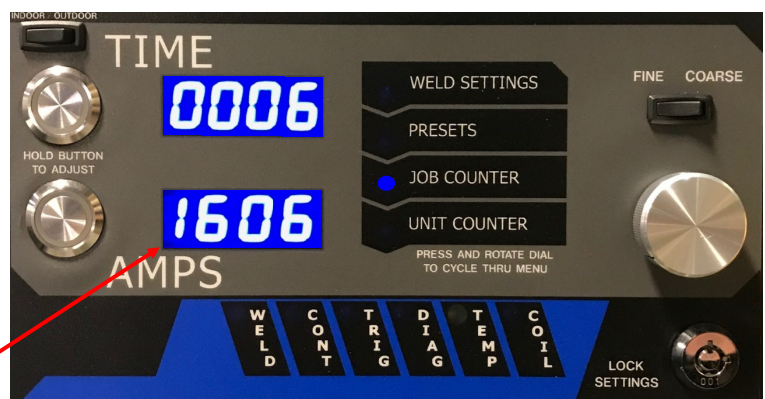 INDOOR / OUTDOOR
TIME
0006
HOLD BUTTON
TO ADJUST
1606
AMPS
WELD SETTINGS
PRESETS
JOB COUNTER
UNIT COUNTER
PRESS AND ROTATE DIAL
TO CYCLE THRU MENU
FINE COARSE
WELD
CONT
TRIG
DIAG
TEMP
COIL
LOCK
SETTINGS
001